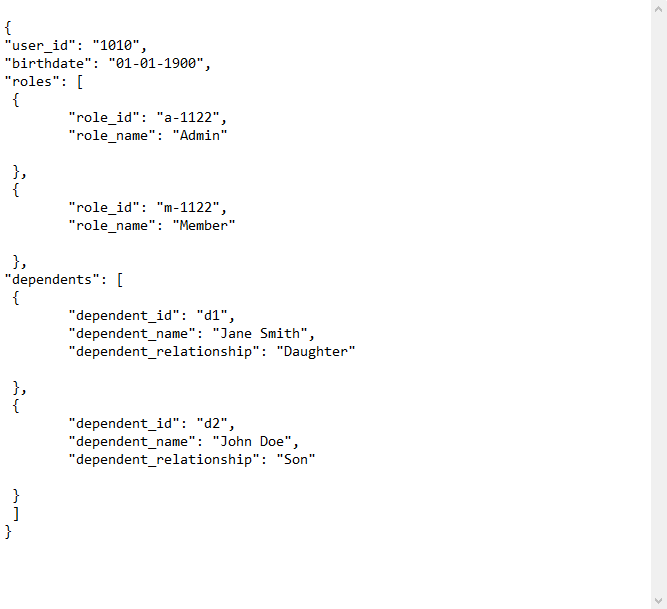 {
"user_id": "1010",
"birthdate": "01-01-1900",
"roles": [
{
"role_id": "a-1122",
"role_name": "Admin"
},
{
"role_id": "m-1122",
"role_name": "Member"
},
"dependents": [
{
"dependent_id": "d1",
"dependent_name": "Jane Smith",
"dependent_relationship": "Daughter"
},
{
"dependent_id": "d2",
"dependent_name": "John Doe",
"dependent_relationship": "Son"
}
]
}